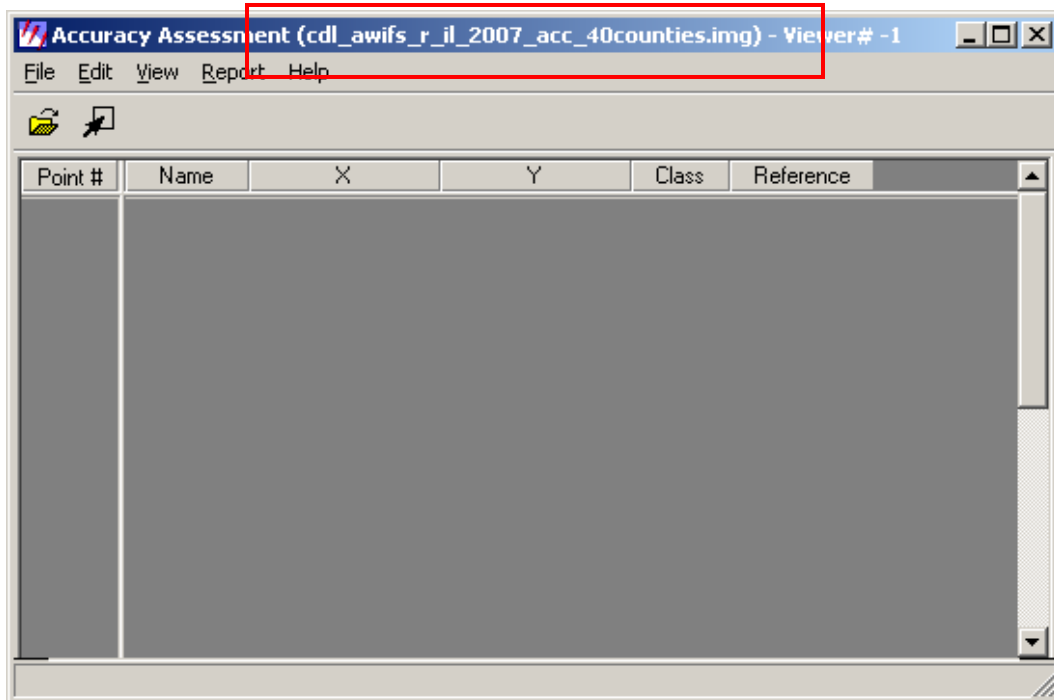 Accuracy Assessment (cdl_awifs_r_il_2007_acc_40counties.img) - Viewer# -1
File Edit View Report Help
Point # Name X Y Class Reference